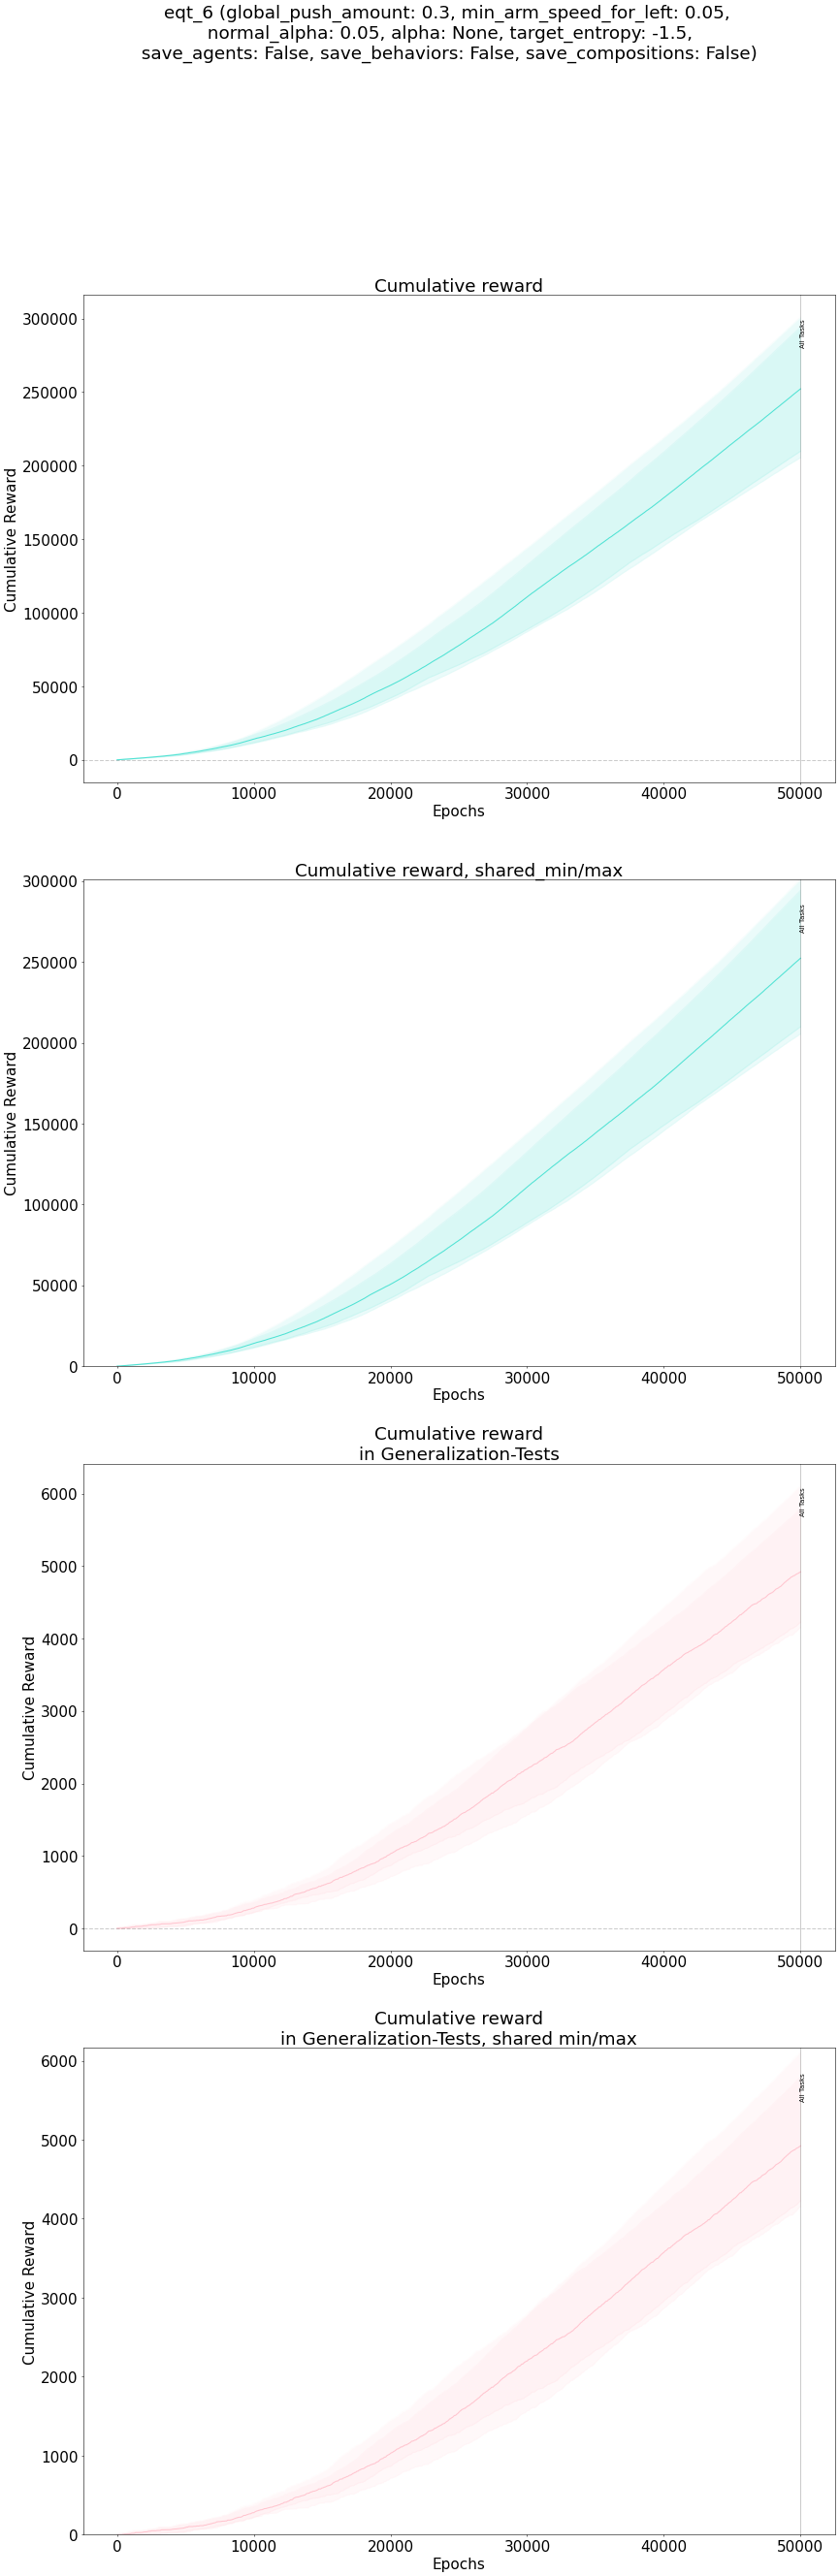 eqt_6 (global_push_amount: 0.3, min_arm_speed_for_left: 0.05,
normal_alpha: 0.05, alpha: None, target_entropy: -1.5,
save_agents: False, save_behaviors: False, save_compositions: False)
Cumulative reward
300000
250000
200000
150000
100000
50000
0
Cumulative Reward
All Tasks
0 10000 20000 30000 40000 50000
Epochs
Cumulative reward, shared_min/max
300000
250000
200000
150000
100000
50000
0
Cumulative Reward
All Tasks
0 10000 20000 30000 40000 50000
Epochs
Cumulative reward
in Generalization-Tests
6000
5000
4000
3000
2000
1000
0
Cumulative Reward
All Tasks
0 10000 20000 30000 40000 50000
Epochs
Cumulative reward
in Generalization-Tests, shared min/max
6000
5000
4000
3000
2000
1000
0
Cumulative Reward
All Tasks
0 10000 20000 30000 40000 50000
Epochs